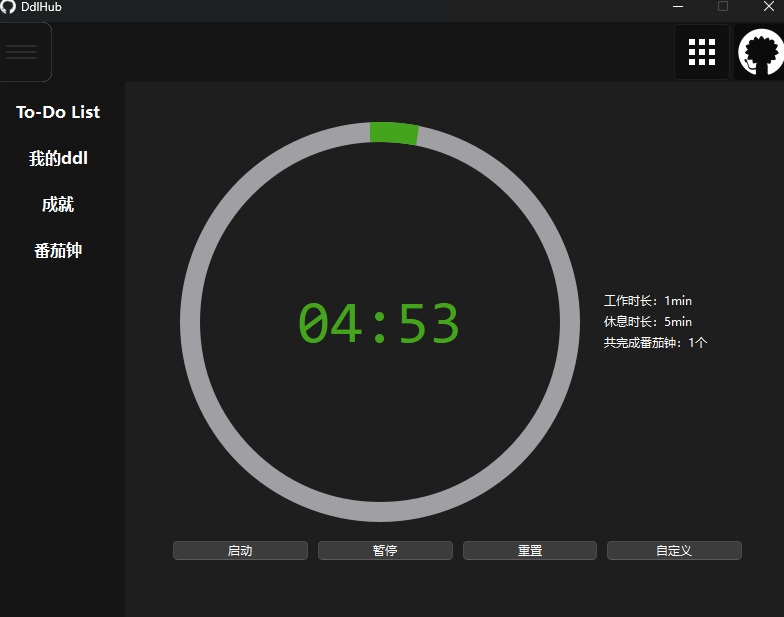 DdlHub
To-Do List
我的ddl
成就
番茄钟
04:53
工作时长：1min
休息时长：5min
共完成番茄钟：1个
启动
暂停
重置
自定义